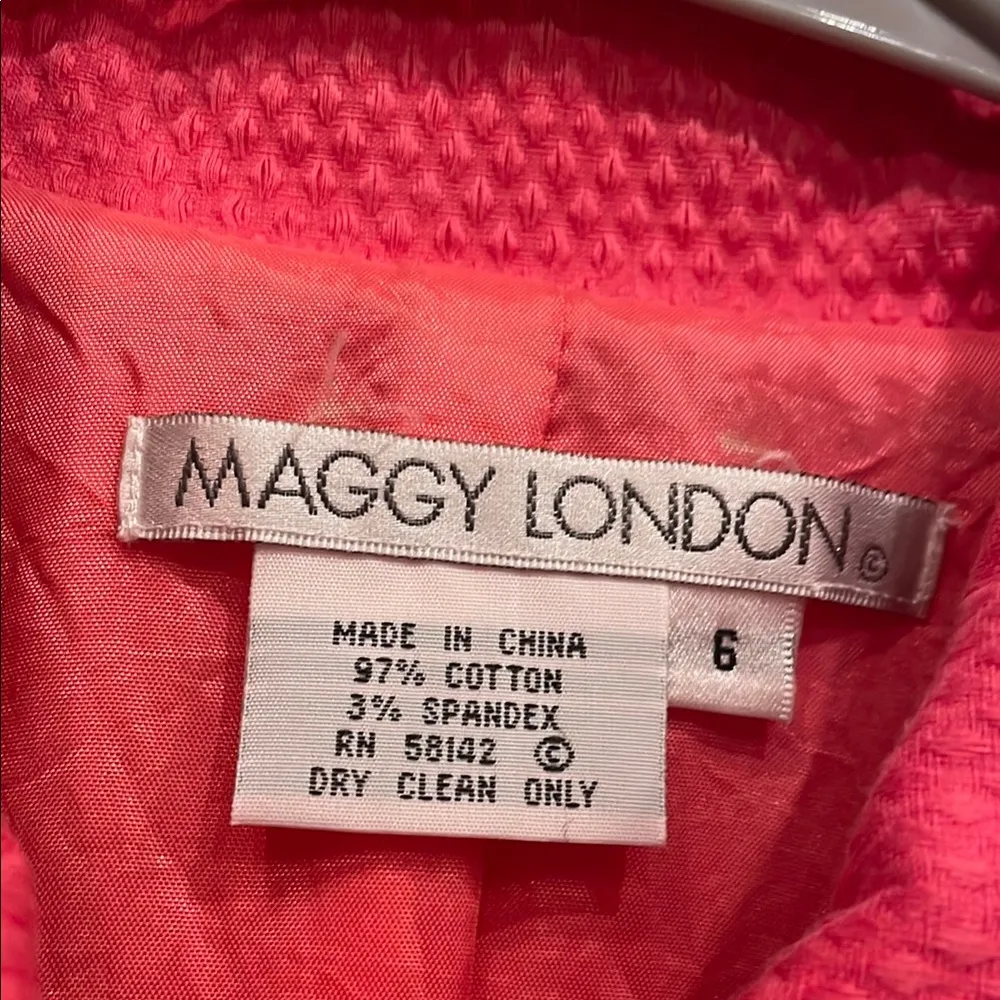 MAGGY LONDON ©
6
MADE IN CHINA
97% COTTON
3% SPANDEX
RN 58142 ©
DRY CLEAN ONLY